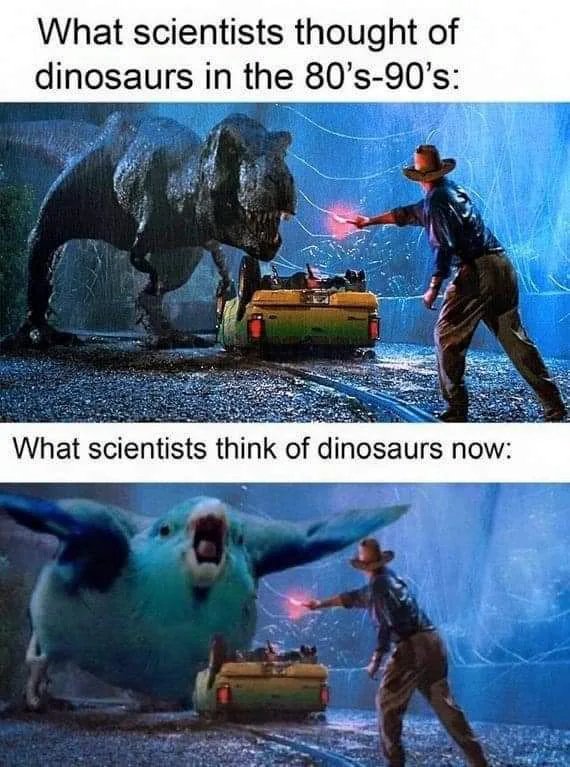 What scientists thought of
dinosaurs in the 80's-90's:
What scientists think of dinosaurs now: